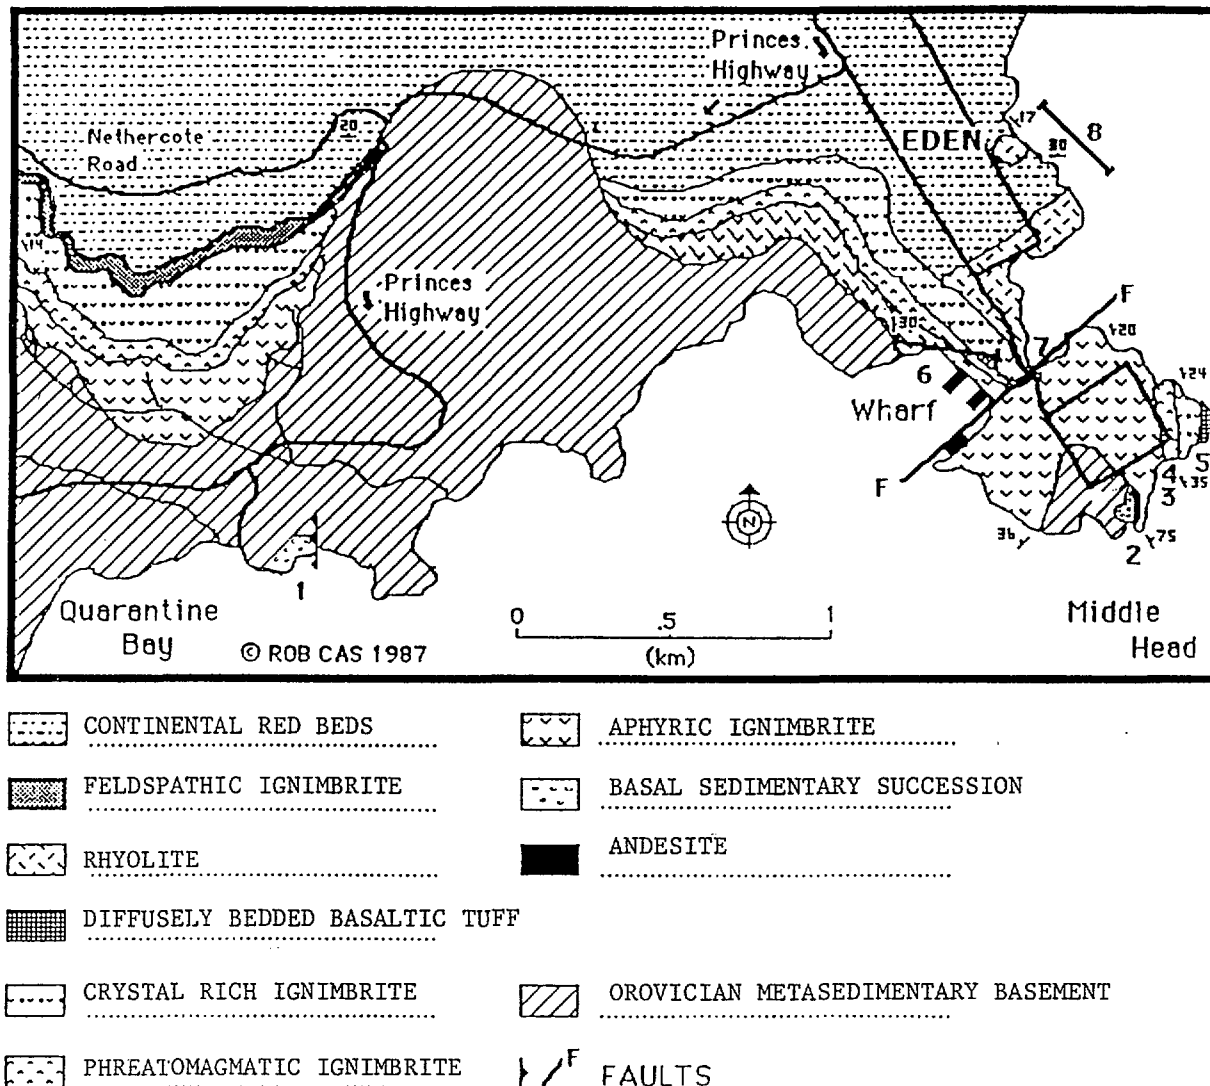 Princes
Highway
Nethercote
Road
20
EDEN
17
30
8
14
Princes
Highway
F
30
20
7
6
24
Wharf
F
4
5
35
3
N
36
75
2
1
Quarantine
Bay
© ROB CAS 1987
0 .5 1
(km)
Middle
Head
CONTINENTAL RED BEDS
APHYRIC IGNIMBRITE
FELDSPATHIC IGNIMBRITE
BASAL SEDIMENTARY SUCCESSION
RHYOLITE
ANDESITE
DIFFUSELY BEDDED BASALTIC TUFF
CRYSTAL RICH IGNIMBRITE
OROVICIAN METASEDIMENTARY BASEMENT
PHREATOMAGMATIC IGNIMBRITE
F
FAULTS